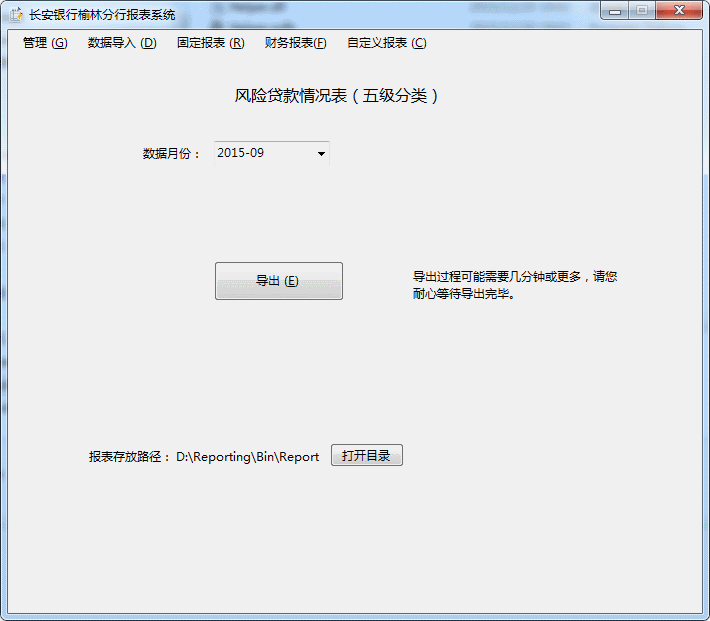 长安银行榆林分行报表系统
管理 (G) 数据导入 (D) 固定报表 (R) 财务报表(F) 自定义报表 (C)
风险贷款情况表（五级分类）
数据月份： 2015-09
导出 (E)
导出过程可能需要几分钟或更多，请您
耐心等待导出完毕。
报表存放路径： D:\Reporting\Bin\Report 打开目录